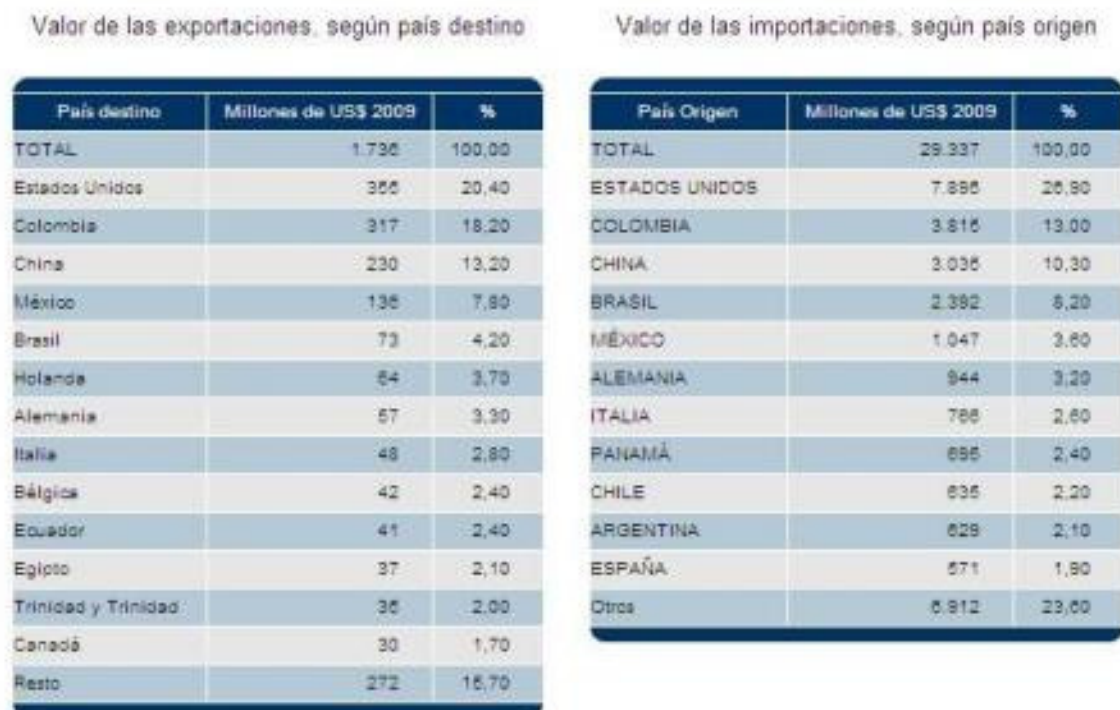 Valor de las exportaciones, según país destino
País destino Millones de US$ 2009 %
TOTAL 1.736 100,00
Estados Unidos 355 20,40
Colombia 317 18,20
China 230 13,20
México 135 7,80
Brasil 73 4,20
Holanda 64 3,70
Alemania 57 3,30
Italia 48 2,80
Bélgica 42 2,40
Ecuador 41 2,40
Egipto 37 2,10
Trinidad y Trinidad 35 2,00
Canadá 30 1,70
Resto 272 15,70
Valor de las importaciones, según país origen
País Origen Millones de US$ 2009 %
TOTAL 29.337 100,00
ESTADOS UNIDOS 7.895 26,90
COLOMBIA 3.815 13,00
CHINA 3.035 10,30
BRASIL 2.392 8,20
MÉXICO 1.047 3,60
ALEMANIA 944 3,20
ITALIA 766 2,60
PANAMÁ 695 2,40
CHILE 635 2,20
ARGENTINA 629 2,10
ESPAÑA 571 1,90
Otros 6.912 23,60